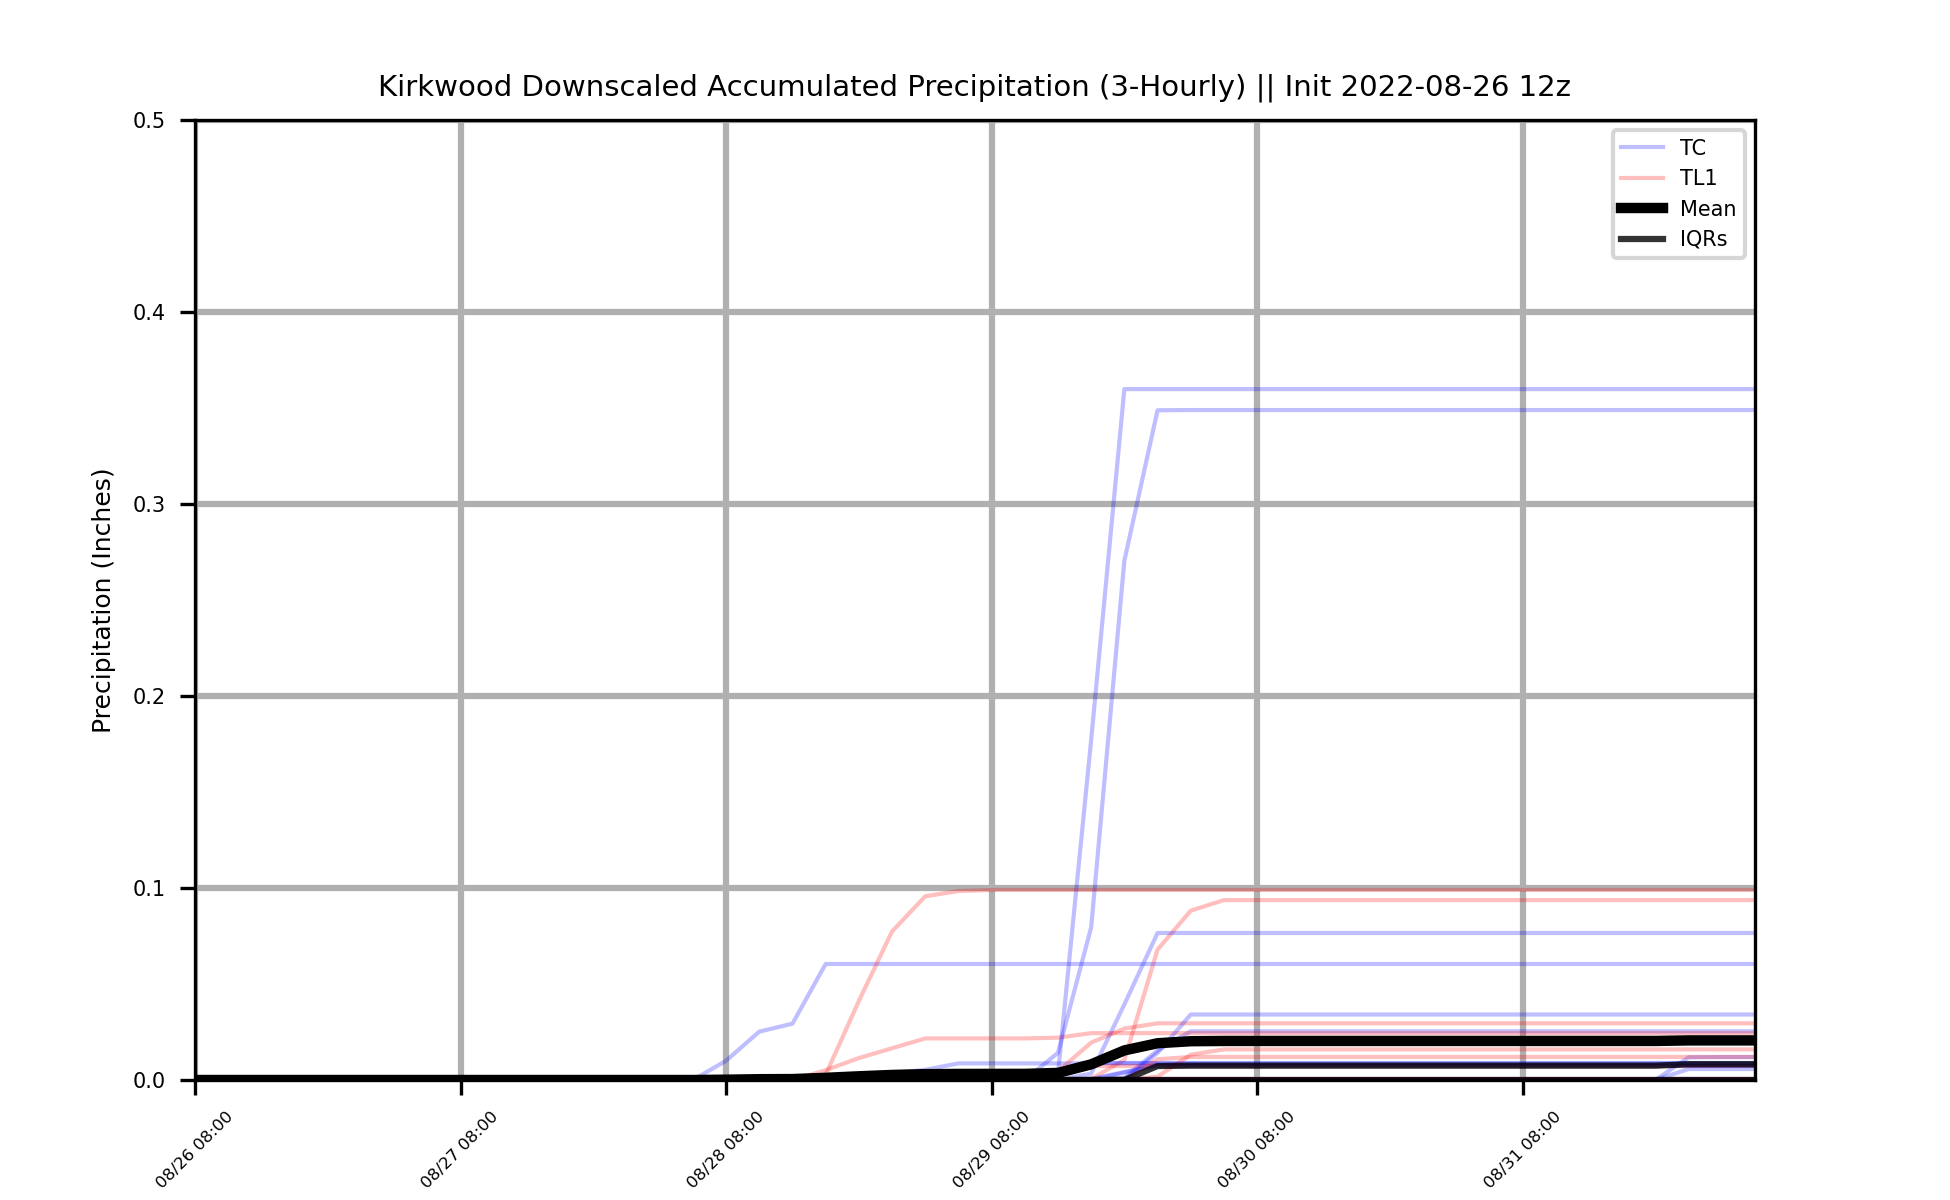 Kirkwood Downscaled Accumulated Precipitation (3-Hourly) || Init 2022-08-26 12z
0.5
0.4
0.3
0.2
0.1
0.0
Precipitation (Inches)
TC
TL1
Mean
IQRs
08/26 08:00
08/27 08:00
08/28 08:00
08/29 08:00
08/30 08:00
08/31 08:00